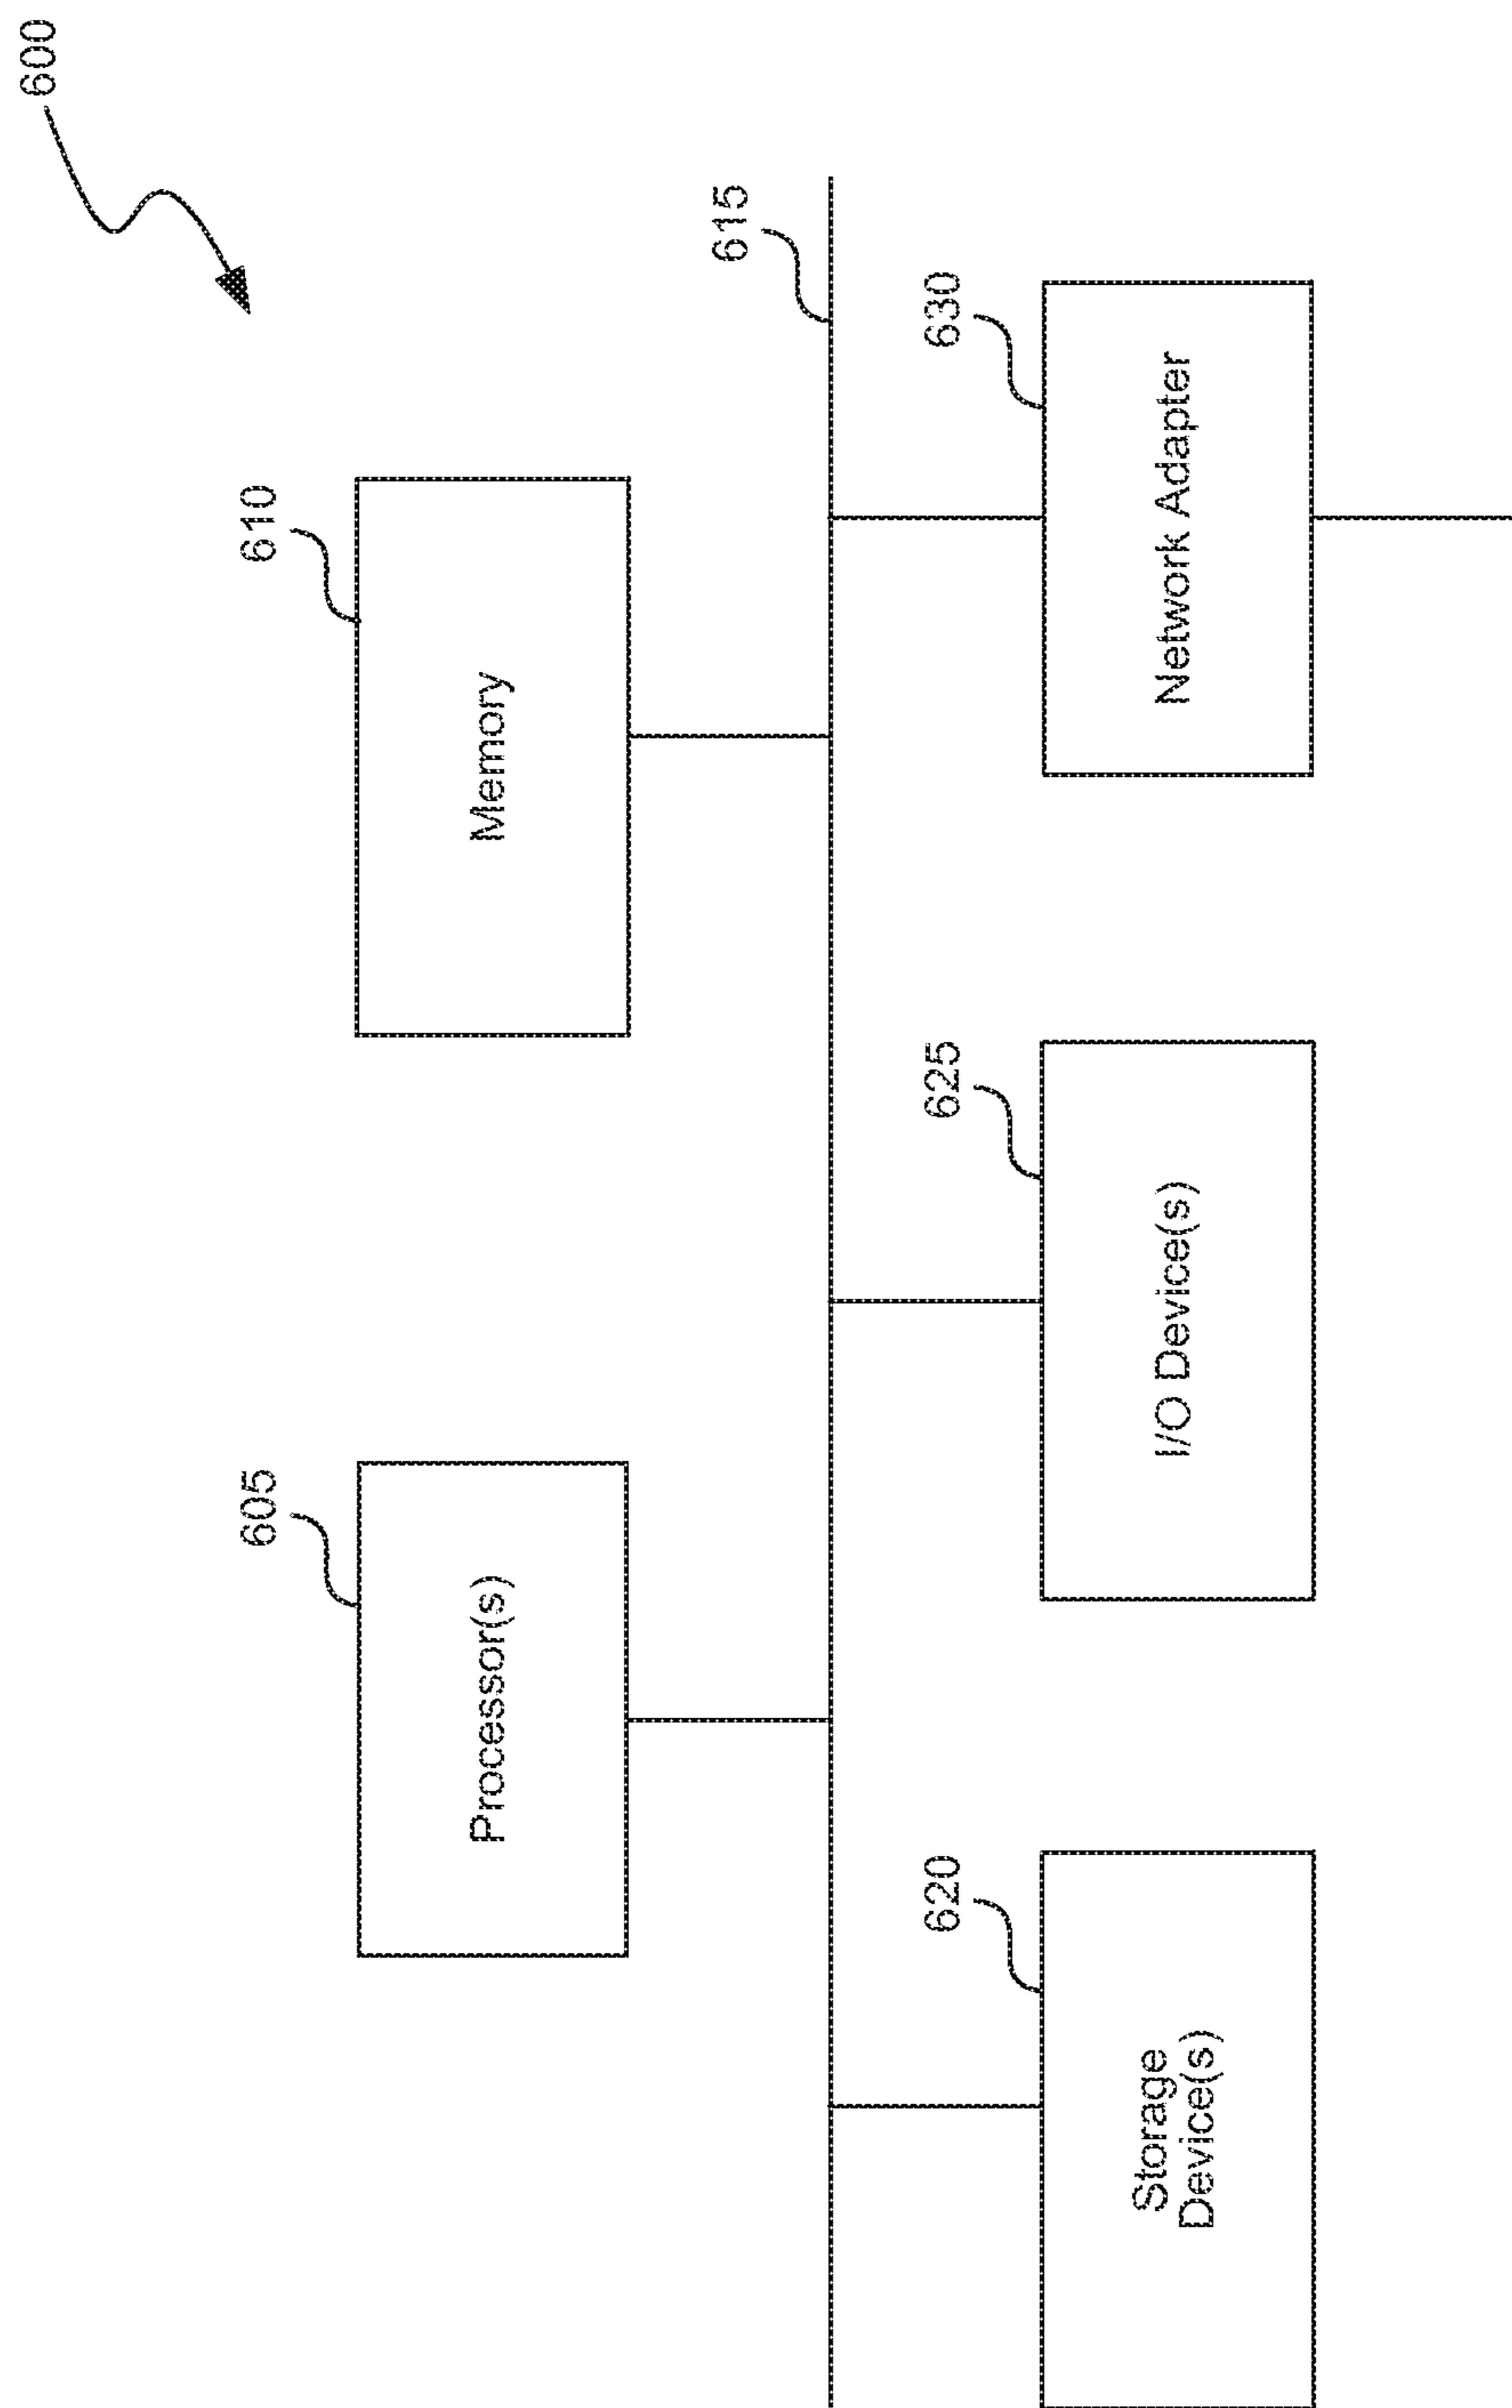 600
605
Processor(s)
610
Memory
615
620
Storage
Device(s)
625
I/O Device(s)
630
Network Adapter